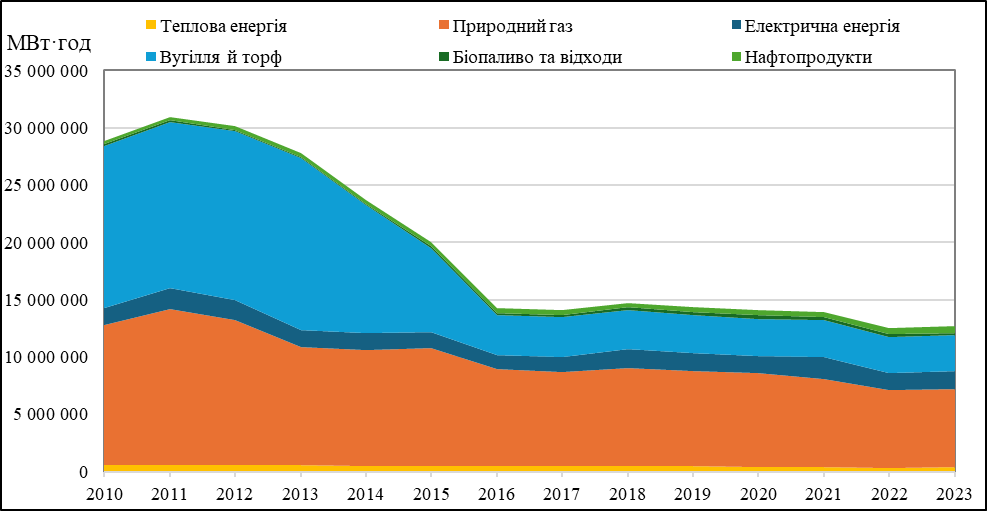 Теплова енергія Природний газ Електрична енергія
МВт·год
Вугілля й торф Біопаливо та відходи Нафтопродукти
35 000 000
30 000 000
25 000 000
20 000 000
15 000 000
10 000 000
5 000 000
0
2010 2011 2012 2013 2014 2015 2016 2017 2018 2019 2020 2021 2022 2023